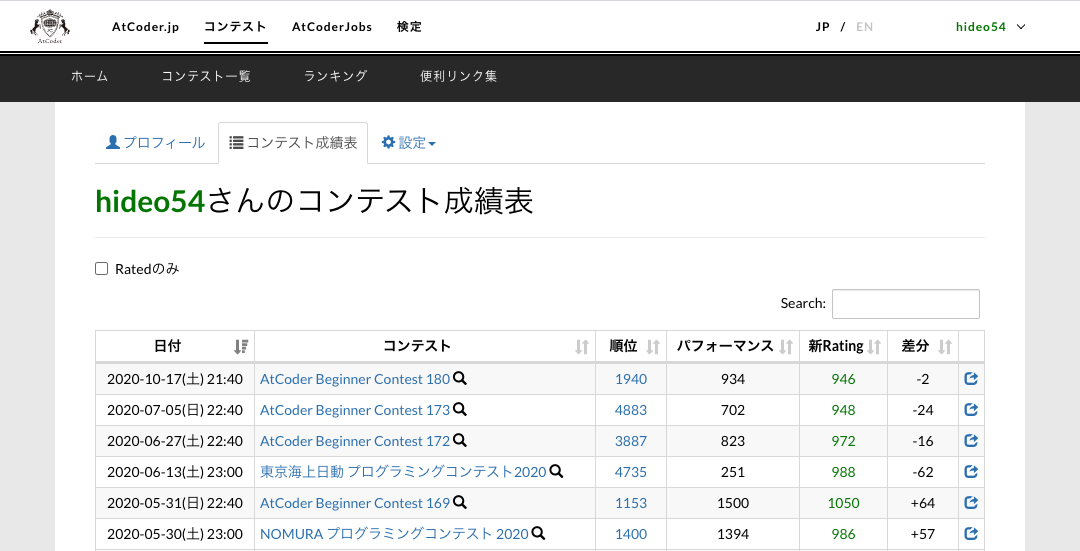 AtCoder
AtCoder.jp コンテスト AtCoderJobs 検定 JP / EN hideo54
ホーム コンテスト一覧 ランキング 便利リンク集
プロフィール コンテスト成績表 設定
hideo54さんのコンテスト成績表
Ratedのみ
Search:
日付 コンテスト 順位 パフォーマンス 新Rating 差分
2020-10-17(土) 21:40 AtCoder Beginner Contest 180 1940 934 946 -2
2020-07-05(日) 22:40 AtCoder Beginner Contest 173 4883 702 948 -24
2020-06-27(土) 22:40 AtCoder Beginner Contest 172 3887 823 972 -16
2020-06-13(土) 23:00 東京海上日動 プログラミングコンテスト2020 4735 251 988 -62
2020-05-31(日) 22:40 AtCoder Beginner Contest 169 1153 1500 1050 +64
2020-05-30(土) 23:00 NOMURA プログラミングコンテスト 2020 1400 1394 986 +57